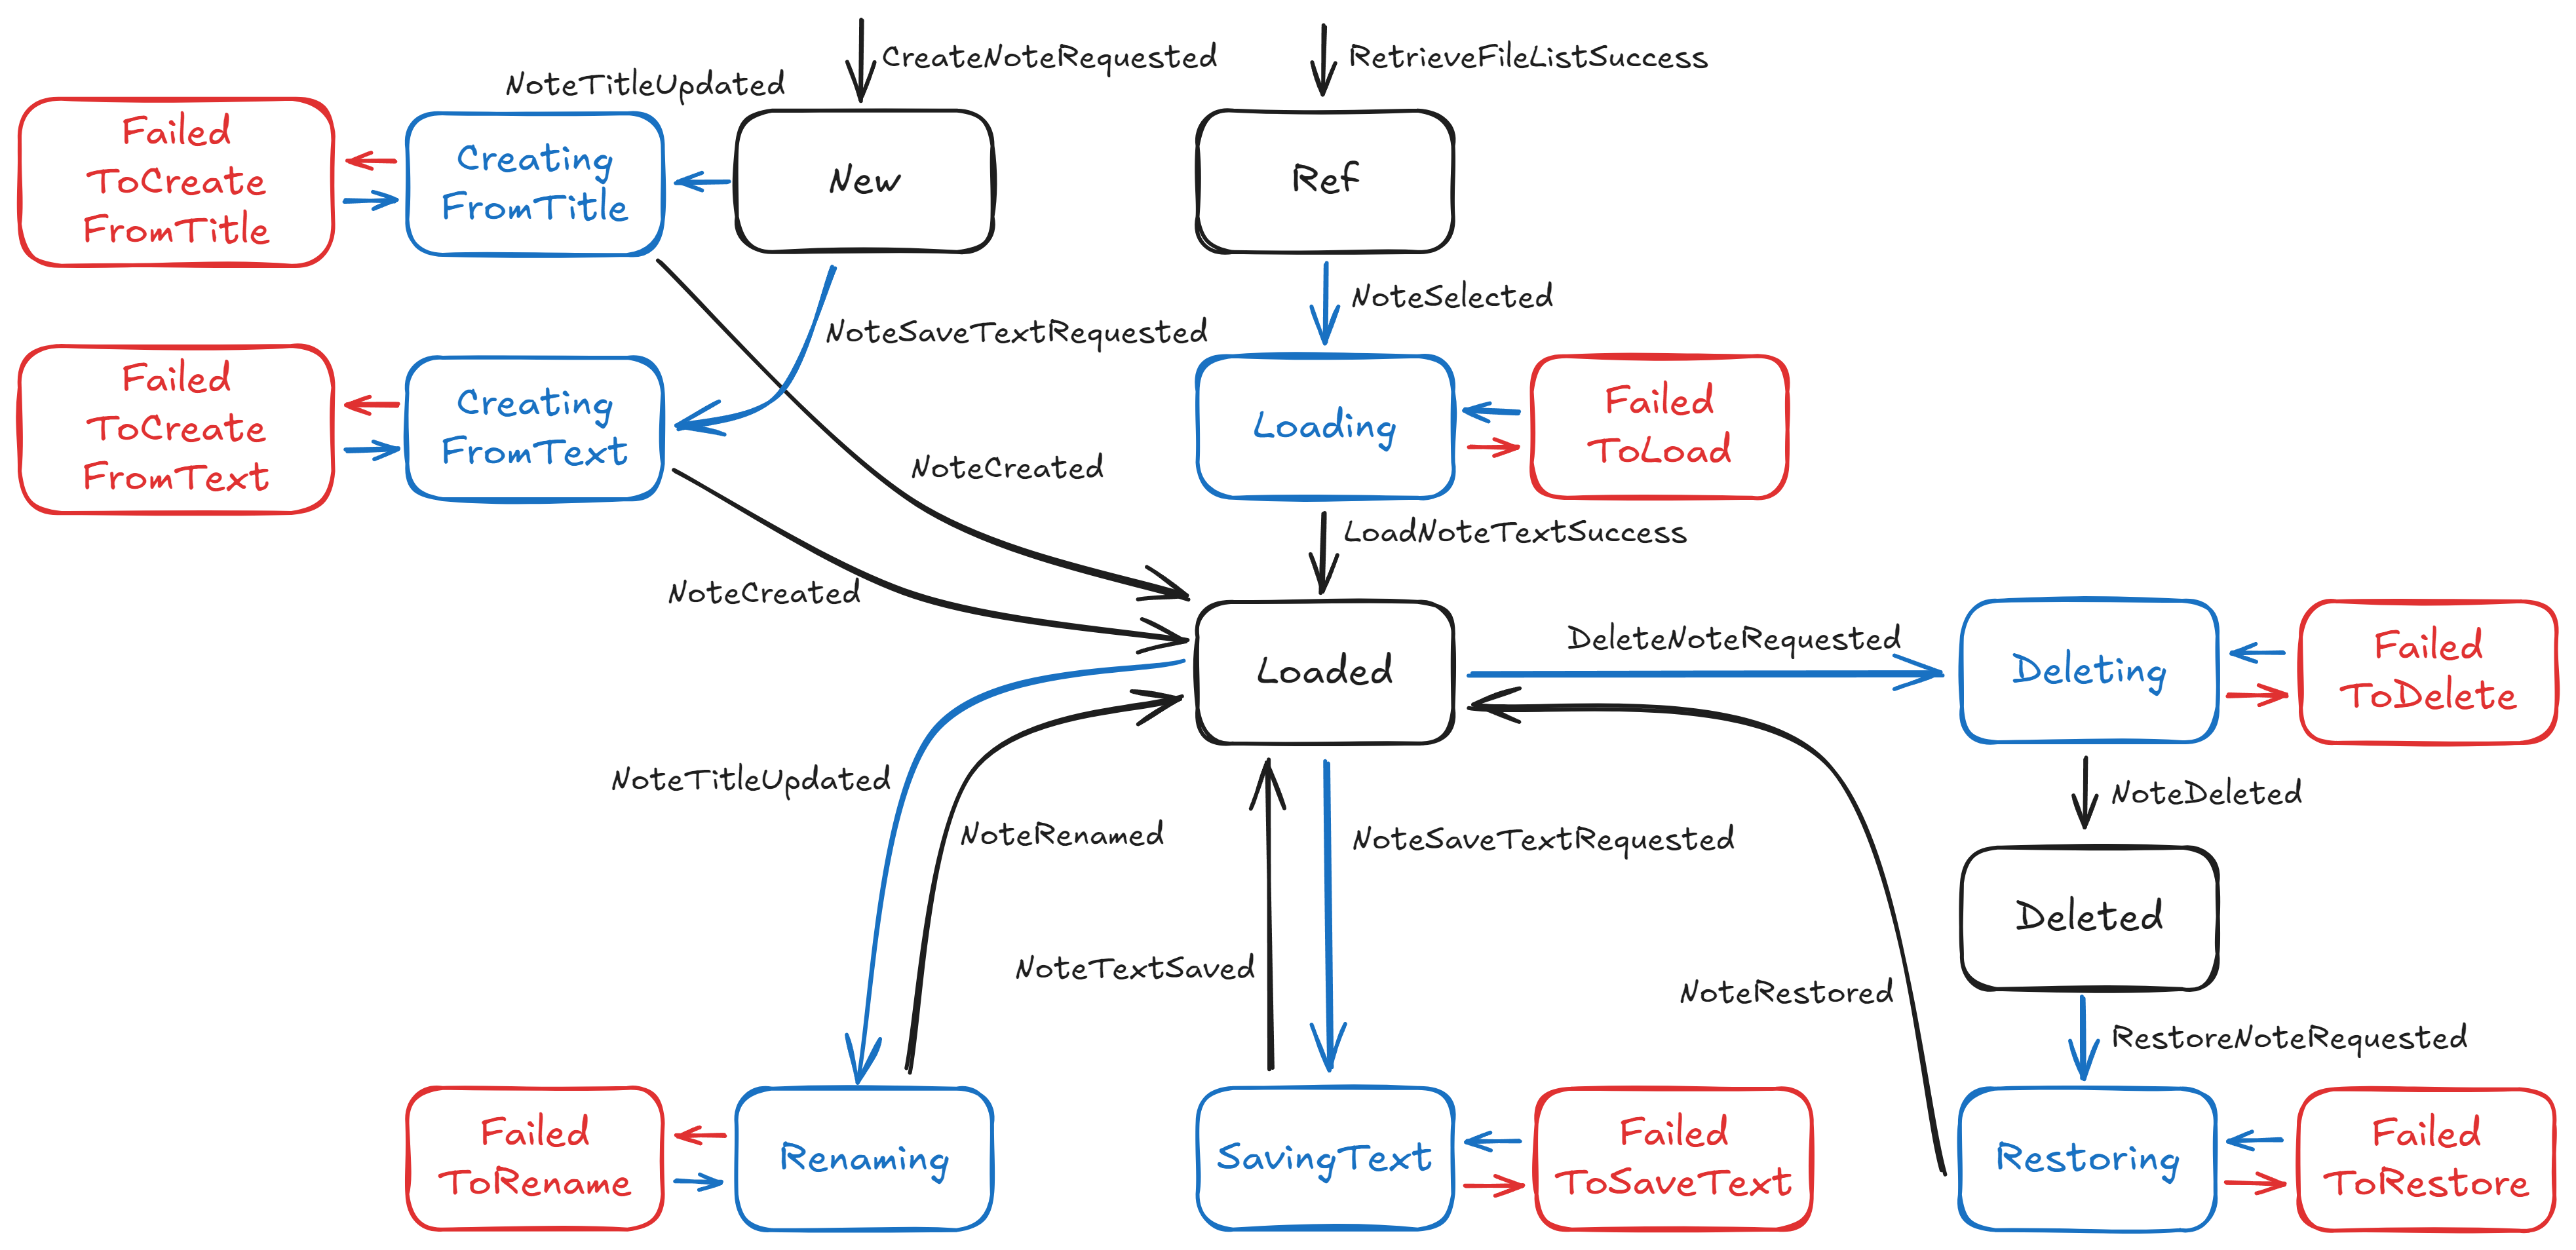 CreateNoteRequested
RetrieveFileListSuccess
NoteTitleUpdated
Failed
ToCreate
FromTitle
Creating
FromTitle
New
Ref
NoteSelected
NoteSaveTextRequested
Failed
ToCreate
FromText
Creating
FromText
Loading
Failed
ToLoad
NoteCreated
LoadNoteTextSuccess
NoteCreated
Loaded
DeleteNoteRequested
Deleting
Failed
ToDelete
NoteTitleUpdated
NoteDeleted
NoteRenamed
NoteSaveTextRequested
Deleted
NoteTextSaved
NoteRestored
RestoreNoteRequested
Failed
ToRename
Renaming
SavingText
Failed
ToSaveText
Restoring
Failed
ToRestore